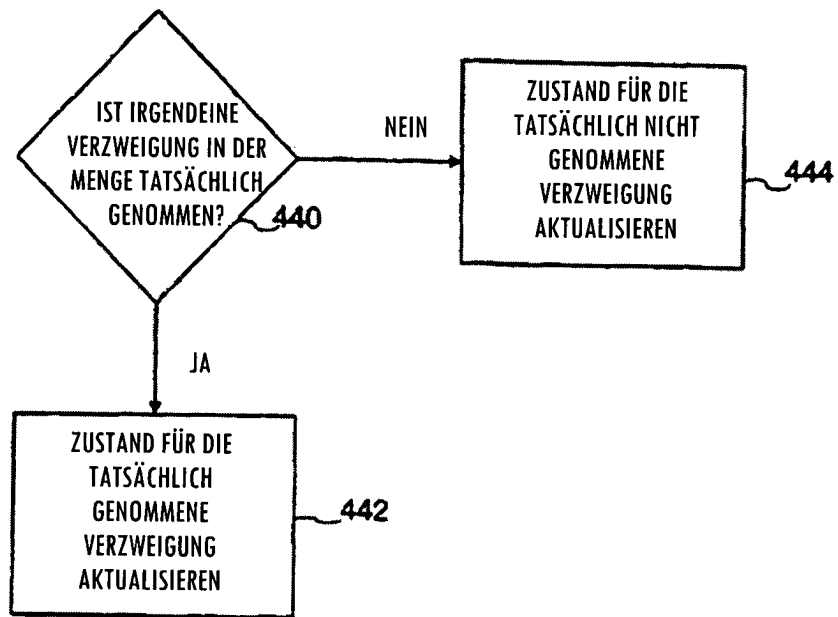 IST IRGENDEINE
VERZWEIGUNG IN DER
MENGE TATSÄCHLICH
GENOMMEN?
440
NEIN
ZUSTAND FÜR DIE
TATSÄCHLICH NICHT
GENOMMENE
VERZWEIGUNG
AKTUALISIEREN
444
JA
ZUSTAND FÜR DIE
TATSÄCHLICH
GENOMMENE
VERZWEIGUNG
AKTUALISIEREN
442